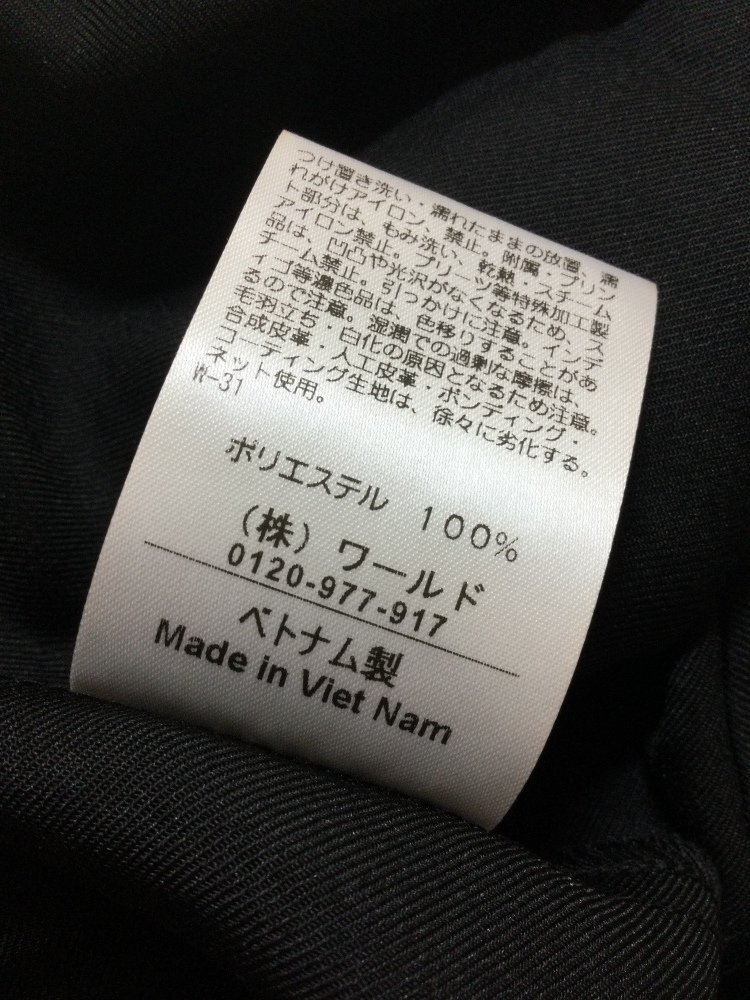 つけ置き洗い・濡れたままの放置、濡
れがけアイロン、禁止。附属・プリン
ト部分は、もみ洗い、乾熱・スチーム
アイロン禁止。プリーツ等特殊加工製
品は、凹凸や光沢がなくなるため、ス
チーム禁止。引っかけに注意。インデ
ィゴ等濃色品は、色移りすることがあ
るので注意。湿潤での過剰な摩擦は、
毛羽立ち・白化の原因となるため注意。
合成皮革・人工皮革・ボンディング・
コーティング生地は、徐々に劣化する。
ネット使用。
W-31
ポリエステル 100%
(株) ワールド
0120-977-917
ベトナム製
Made in Viet Nam